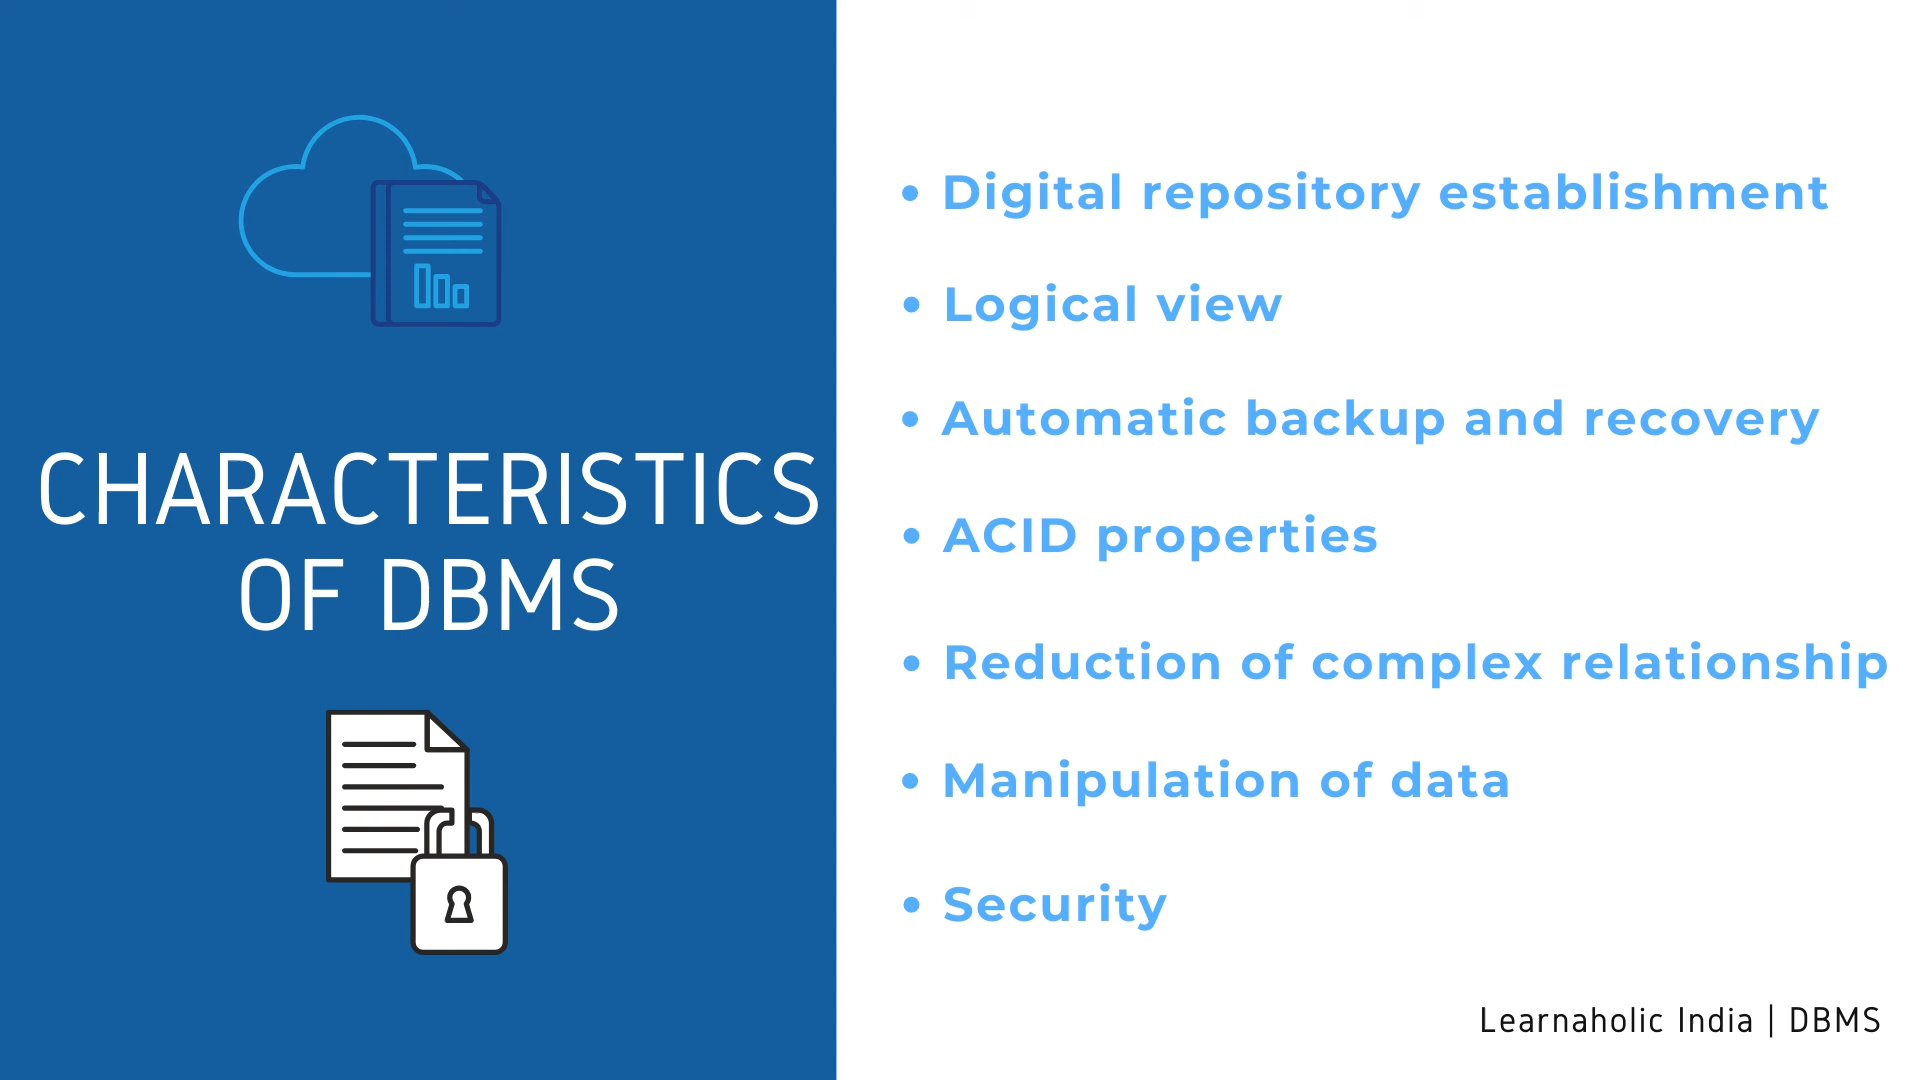 CHARACTERISTICS
OF DBMS
• Digital repository establishment
• Logical view
• Automatic backup and recovery
• ACID properties
• Reduction of complex relationship
• Manipulation of data
• Security
Learnaholic India | DBMS